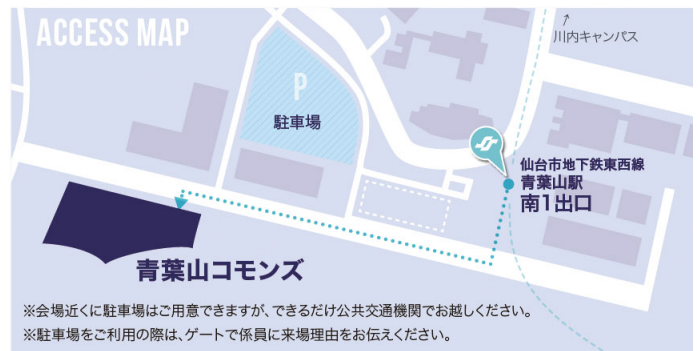 ACCESS MAP
↑
川内キャンパス
P
駐車場
仙台市地下鉄東西線
青葉山駅
南1出口
青葉山コモンズ
※会場近くに駐車場はご用意できますが、できるだけ公共交通機関でお越しください。
※駐車場をご利用の際は、ゲートで係員に来場理由をお伝えください。